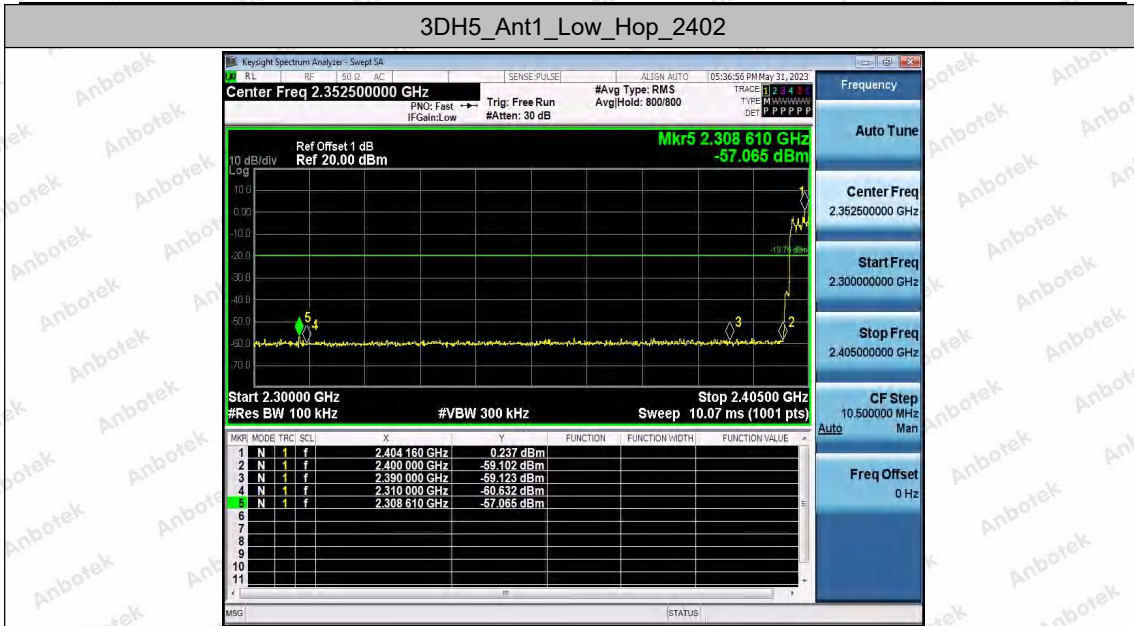 3DH5_Ant1_Low_Hop_2402
Keysight Spectrum Analyzer - Swept SA
RL RF 50 Ω AC SENSE:PULSE ALIGN AUTO 05:36:56 PM May 31, 2023
Center Freq 2.352500000 GHz
PNO: Fast
IFGain:Low
Trig: Free Run
#Atten: 30 dB
#Avg Type: RMS
Avg|Hold: 800/800
TRACE 1 2 3 4 5 6
TYPE M W W W W W
DET P P P P P P
Frequency
Auto Tune
Center Freq
2.352500000 GHz
Start Freq
2.300000000 GHz
Stop Freq
2.405000000 GHz
CF Step
10.500000 MHz
Auto Man
Freq Offset
0 Hz
Mkr5 2.308 610 GHz
-57.065 dBm
Ref Offset 1 dB
10 dB/div Ref 20.00 dBm
Log
10.0
0.00
-10.0
-20.0
-30.0
-40.0
-50.0
-60.0
-70.0
1
-19.76 dBm
5
4
3
2
Start 2.30000 GHz Stop 2.40500 GHz
#Res BW 100 kHz #VBW 300 kHz Sweep 10.07 ms (1001 pts)
MKR MODE TRC SCL X Y FUNCTION FUNCTION WIDTH FUNCTION VALUE
1 N 1 f 2.404 160 GHz 0.237 dBm
2 N 1 f 2.400 000 GHz -59.102 dBm
3 N 1 f 2.390 000 GHz -59.123 dBm
4 N 1 f 2.310 000 GHz -60.632 dBm
5 N 1 f 2.308 610 GHz -57.065 dBm
6
7
8
9
10
11
MSG STATUS
Anbotek